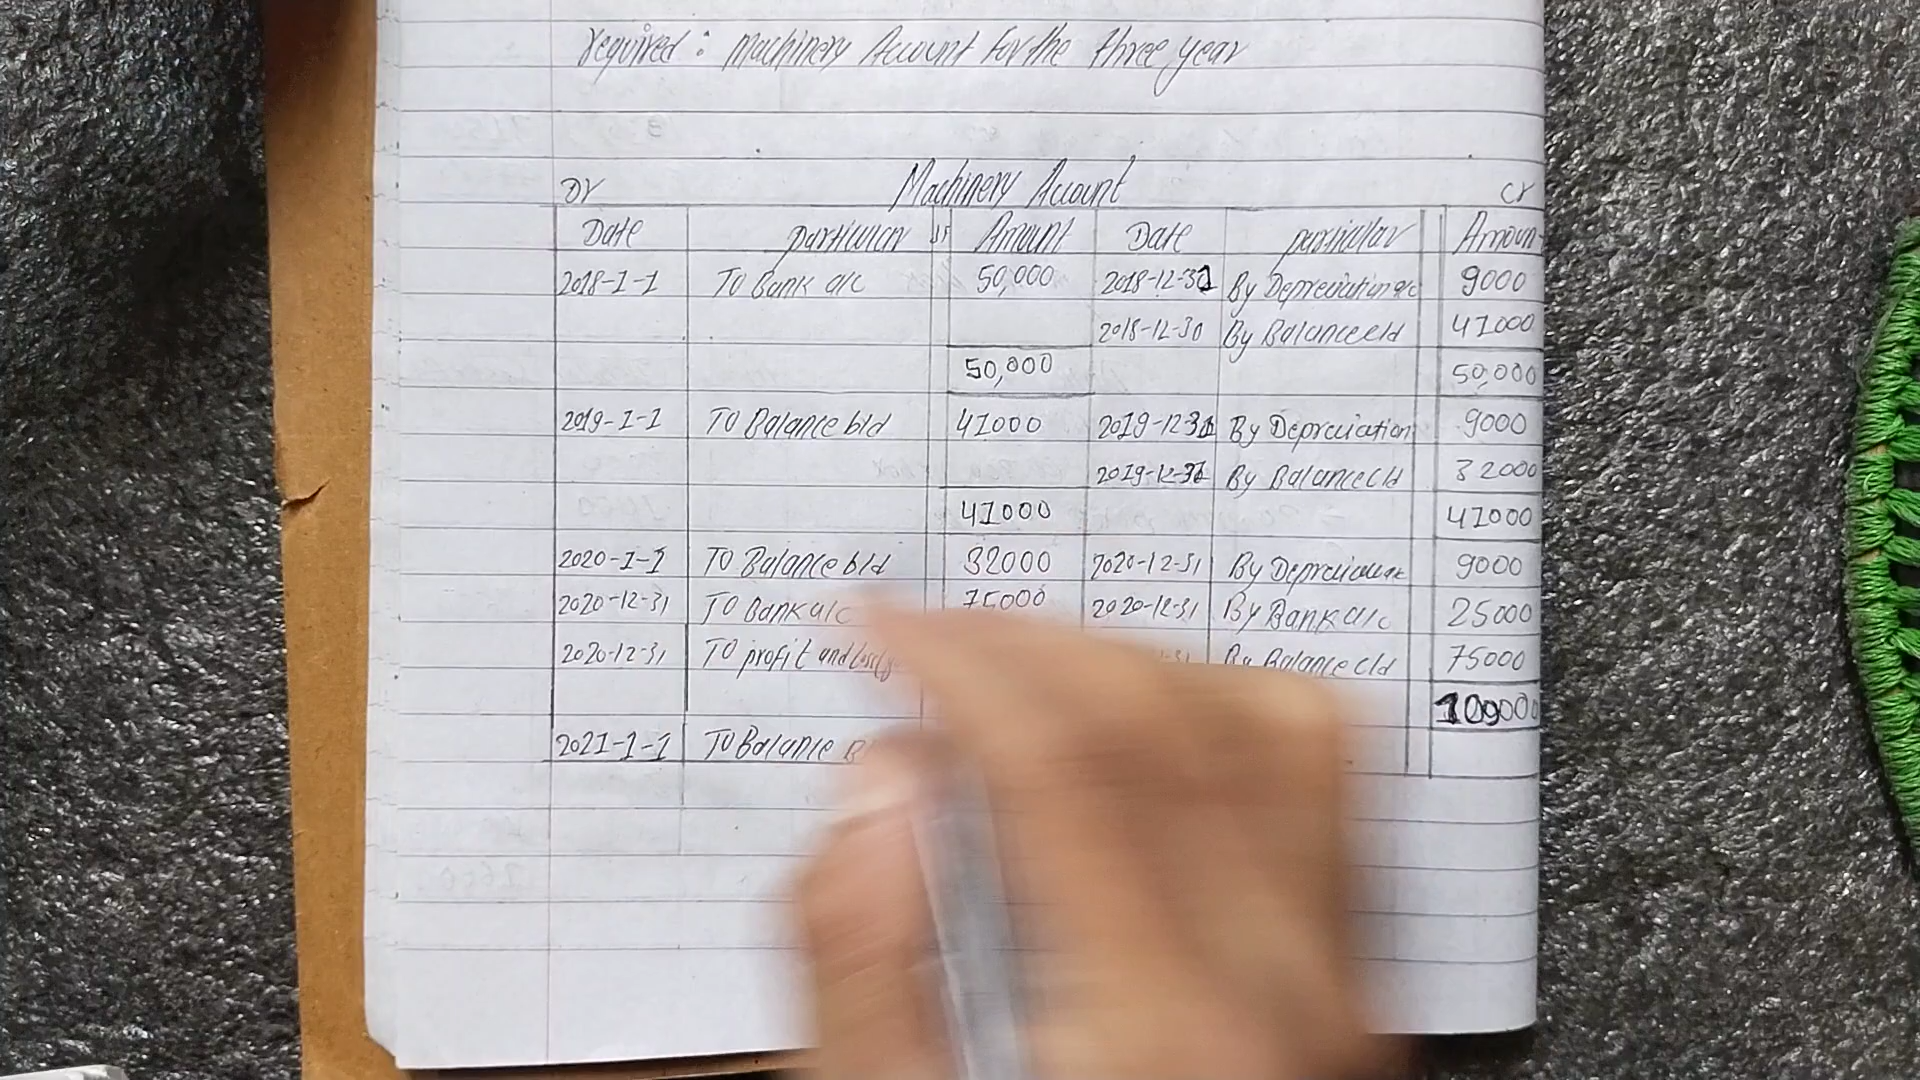 required: Machinery Account for the three year
Machinery Account
Dr Cr
Date particular Amount Date particular Amoun
2018-1-1 To Bank a/c 50,000 2018-12-31 By Depreciation a/c 9000
2018-12-30 By Balance c/d 41000
50,000 50,000
2019-1-1 To Balance b/d 41000 2019-12-31 By Depreciation 9000
2019-12-31 By Balance c/d 32000
41000 41000
2020-1-1 To Balance b/d 32000 2020-12-31 By 9000
2020-12-31 To Bank a/c 75000 2020-12-31 By Bank a/c 25000
2020-12-31 To profit and By Balance c/d 75000
109000
2021-1-1 To Balance